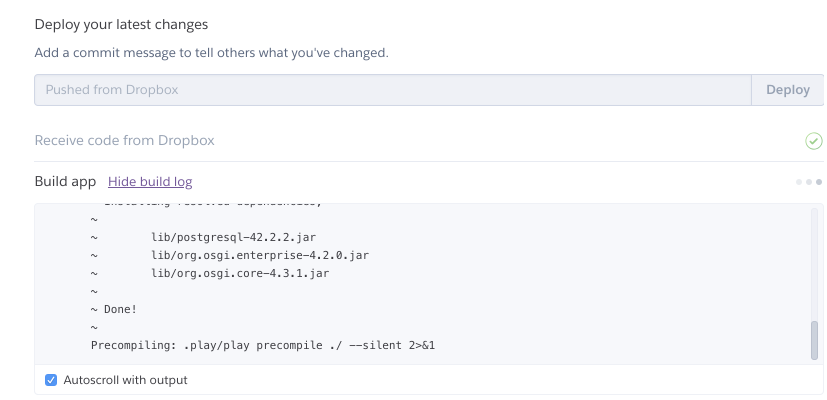 Deploy your latest changes
Add a commit message to tell others what you've changed.
Pushed from Dropbox
Deploy
Receive code from Dropbox
Build app Hide build log
Installing resolved dependencies,
~
~ lib/postgresql-42.2.2.jar
~ lib/org.osgi.enterprise-4.2.0.jar
~ lib/org.osgi.core-4.3.1.jar
~
~ Done!
~
Precompiling: .play/play precompile ./ --silent 2>&1
Autoscroll with output